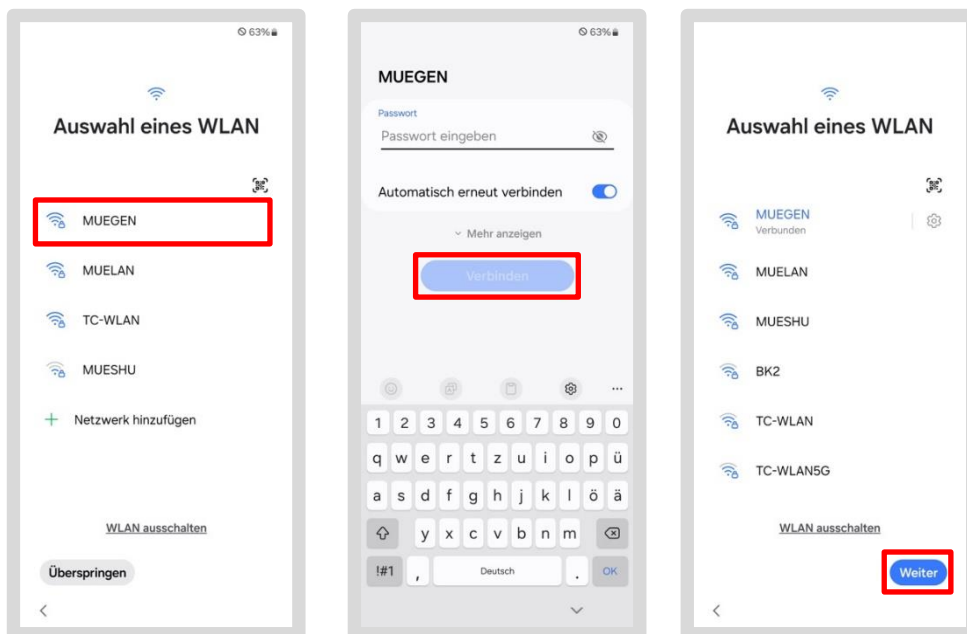 63%
Auswahl eines WLAN
MUEGEN
MUELAN
TC-WLAN
MUESHU
+ Netzwerk hinzufügen
WLAN ausschalten
Überspringen
63%
MUEGEN
Passwort
Passwort eingeben
Automatisch erneut verbinden
Mehr anzeigen
Verbinden
1 2 3 4 5 6 7 8 9 0
q w e r t z u i o p ü
a s d f g h j k l ö ä
y x c v b n m
!#1 , Deutsch . OK
Auswahl eines WLAN
MUEGEN
Verbunden
MUELAN
MUESHU
BK2
TC-WLAN
TC-WLAN5G
WLAN ausschalten
Weiter